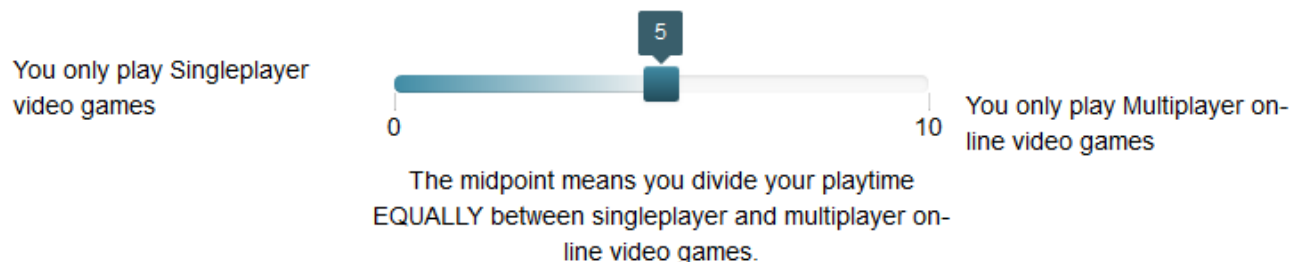 5
You only play Singleplayer
video games
0
10
You only play Multiplayer on-
line video games
The midpoint means you divide your playtime
EQUALLY between singleplayer and multiplayer on-
line video games.